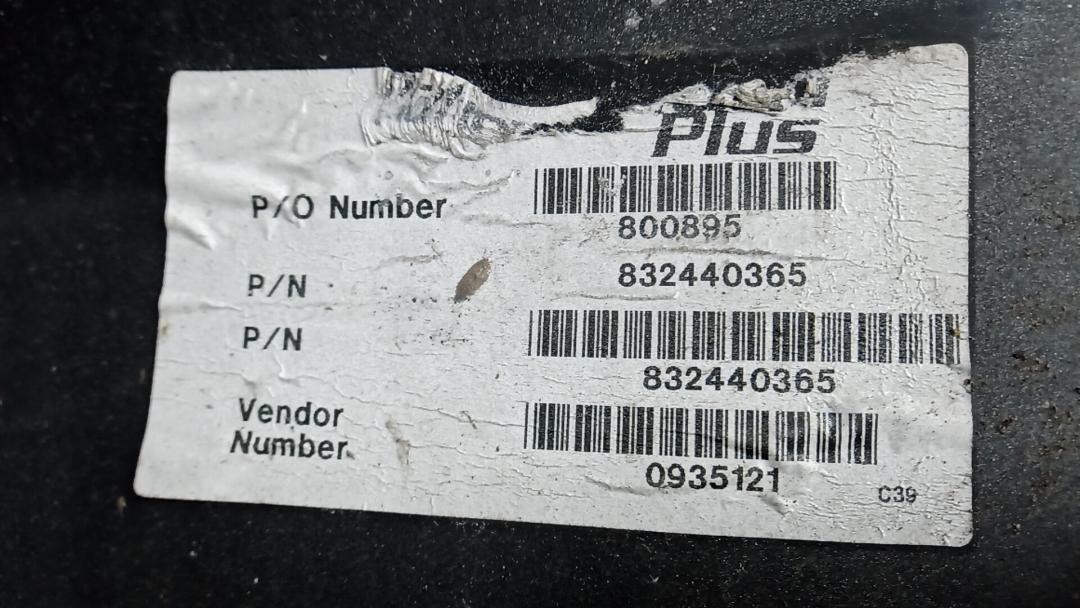 Plus
P/O Number
800895
P/N 832440365
P/N
832440365
Vendor
Number
0935121
C39